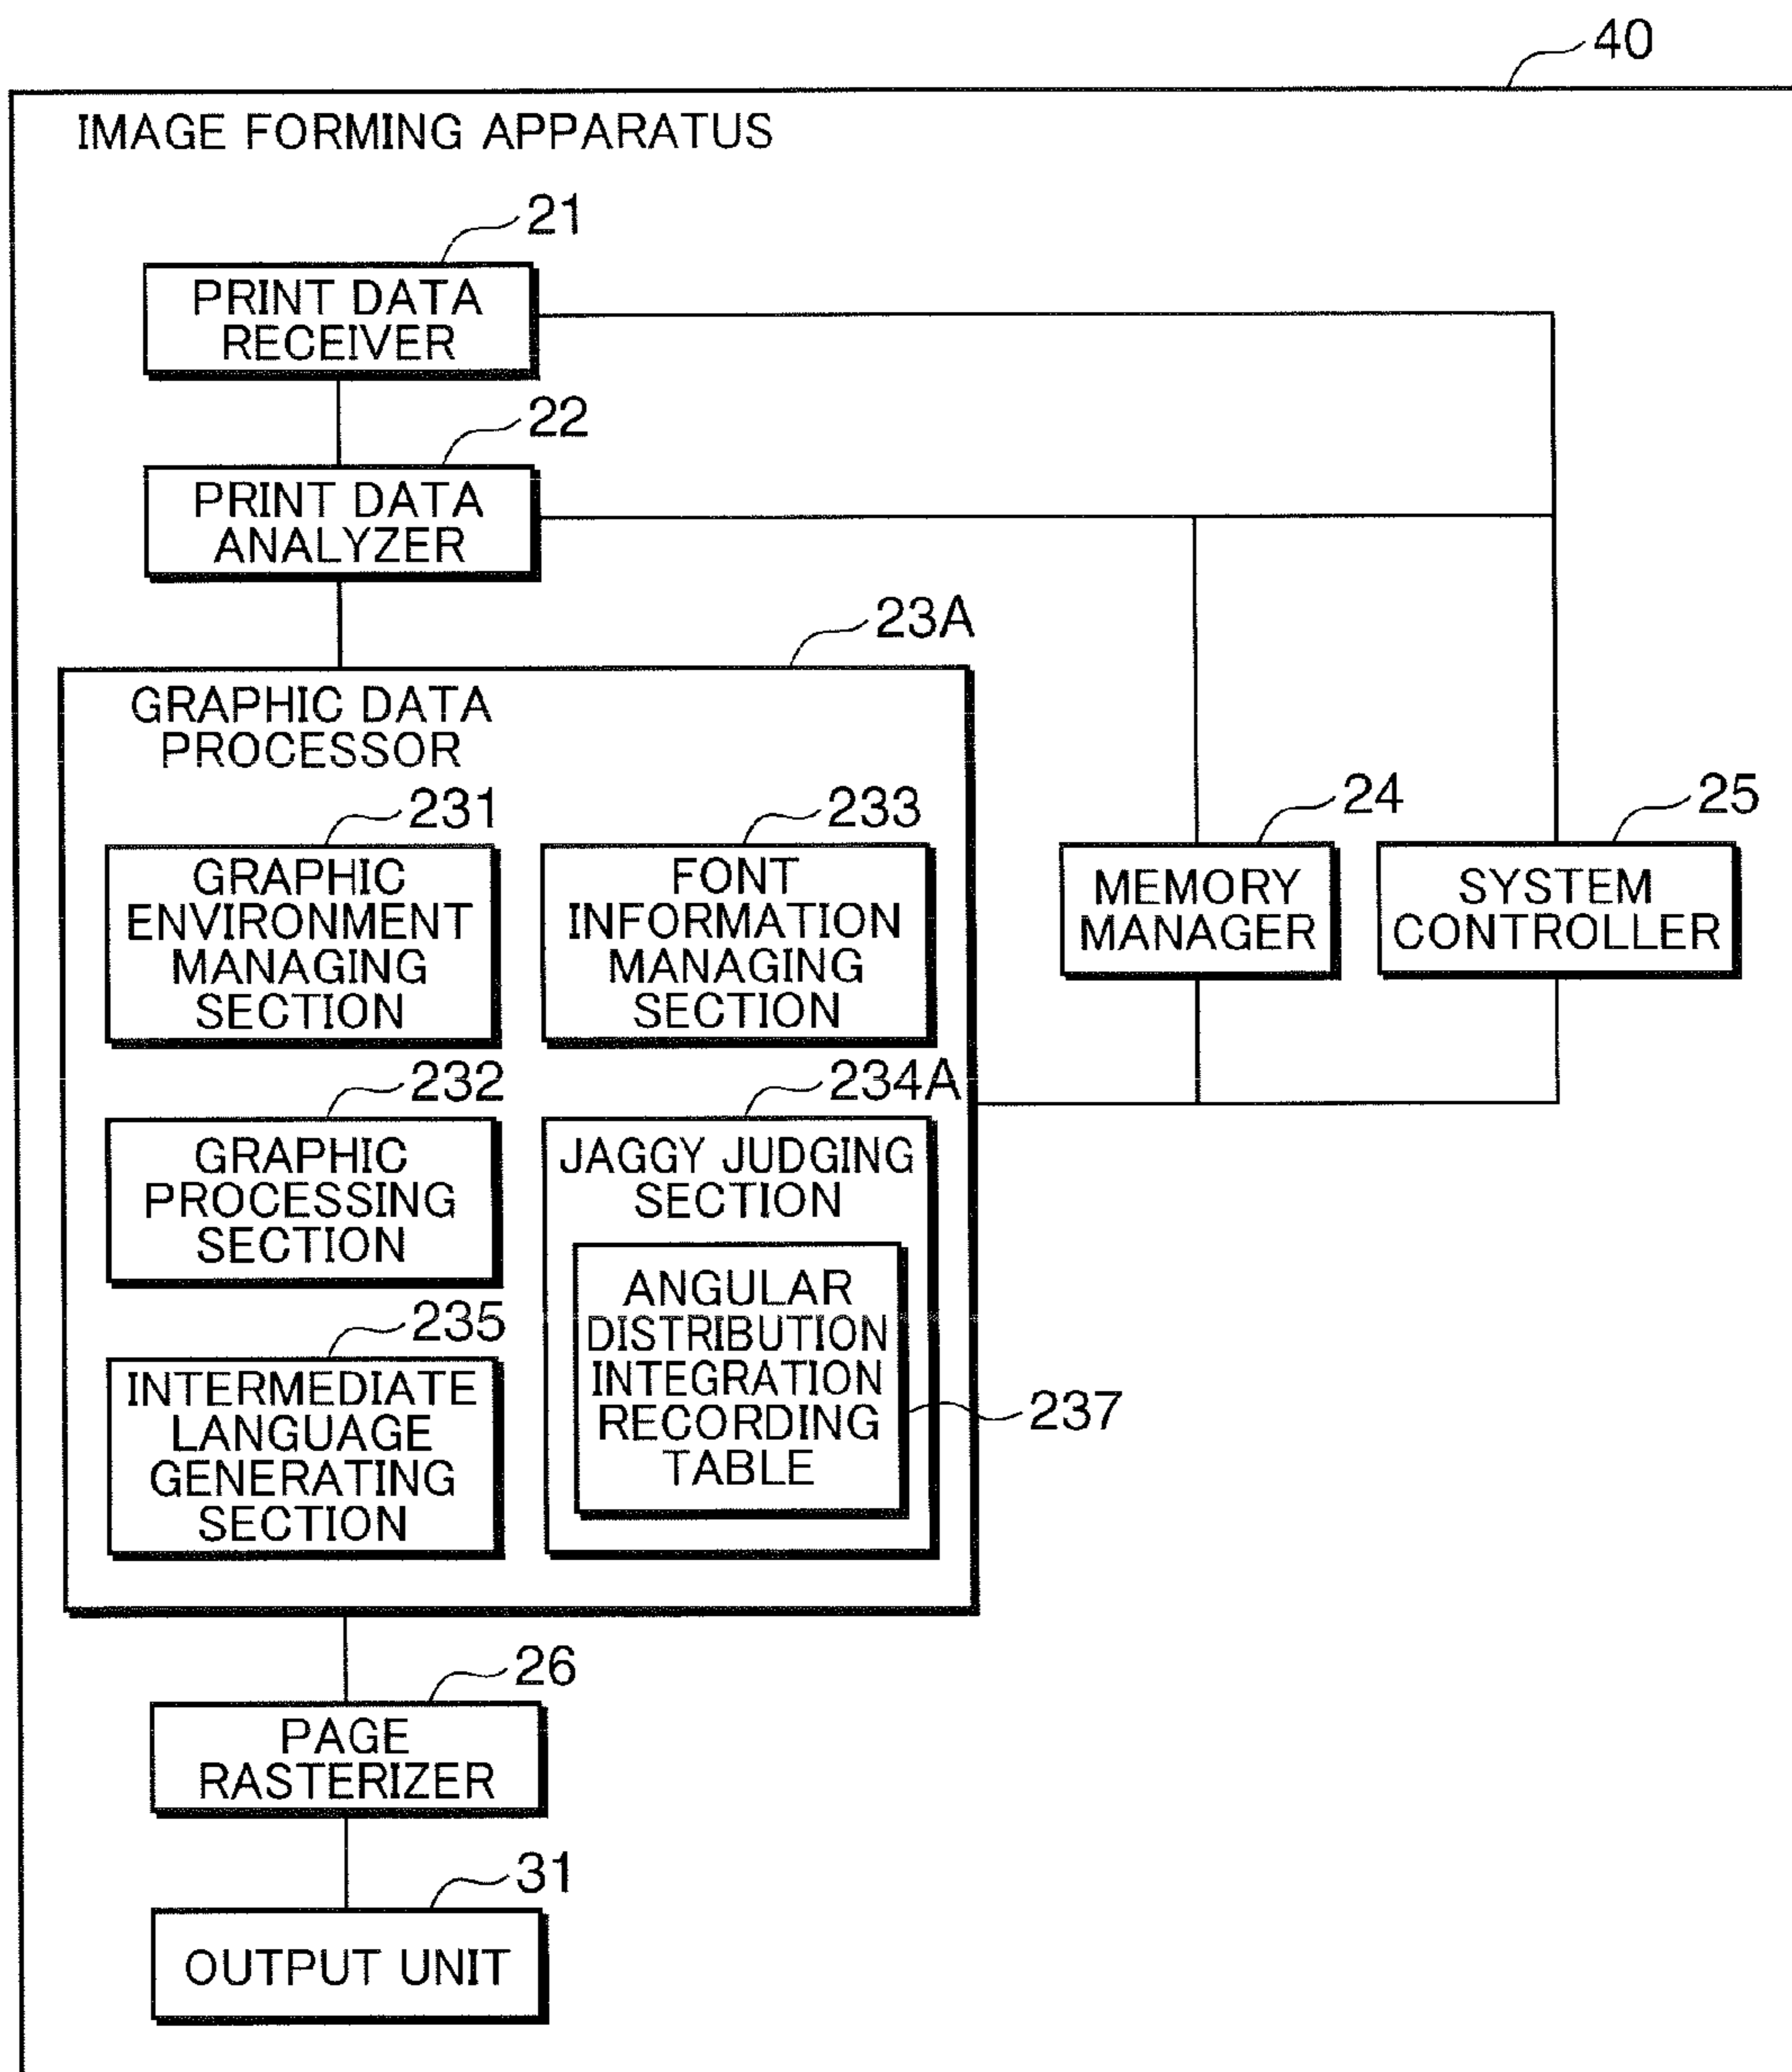 40
IMAGE FORMING APPARATUS
21
PRINT DATA
RECEIVER
22
PRINT DATA
ANALYZER
23A
GRAPHIC DATA
PROCESSOR
231
GRAPHIC
ENVIRONMENT
MANAGING
SECTION
233
FONT
INFORMATION
MANAGING
SECTION
24
MEMORY
MANAGER
25
SYSTEM
CONTROLLER
232
GRAPHIC
PROCESSING
SECTION
234A
JAGGY JUDGING
SECTION
ANGULAR
DISTRIBUTION
INTEGRATION
RECORDING
TABLE
237
235
INTERMEDIATE
LANGUAGE
GENERATING
SECTION
26
PAGE
RASTERIZER
31
OUTPUT UNIT